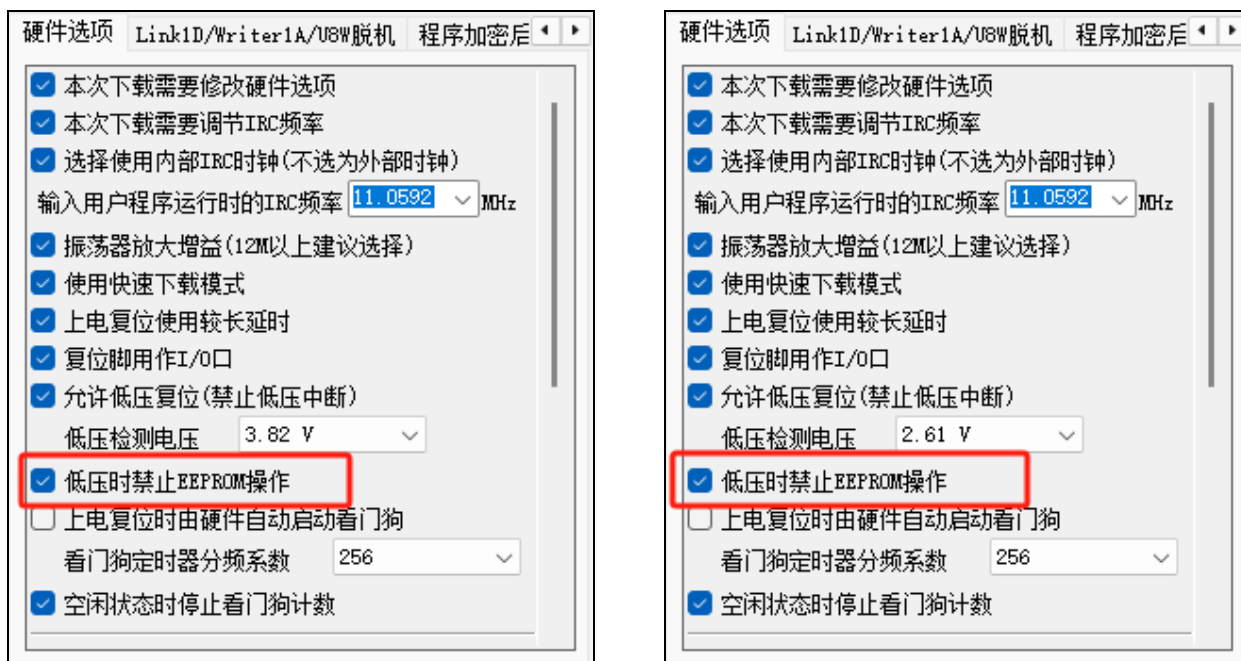 硬件选项 Link1D/Writer1A/U8W脱机 程序加密后
本次下载需要修改硬件选项
本次下载需要调节IRC频率
选择使用内部IRC时钟(不选为外部时钟)
输入用户程序运行时的IRC频率 11.0592 MHz
振荡器放大增益(12M以上建议选择)
使用快速下载模式
上电复位使用较长延时
复位脚用作I/O口
允许低压复位(禁止低压中断)
低压检测电压 3.82 V
低压时禁止EEPROM操作
上电复位时由硬件自动启动看门狗
看门狗定时器分频系数 256
空闲状态时停止看门狗计数
硬件选项 Link1D/Writer1A/U8W脱机 程序加密后
本次下载需要修改硬件选项
本次下载需要调节IRC频率
选择使用内部IRC时钟(不选为外部时钟)
输入用户程序运行时的IRC频率 11.0592 MHz
振荡器放大增益(12M以上建议选择)
使用快速下载模式
上电复位使用较长延时
复位脚用作I/O口
允许低压复位(禁止低压中断)
低压检测电压 2.61 V
低压时禁止EEPROM操作
上电复位时由硬件自动启动看门狗
看门狗定时器分频系数 256
空闲状态时停止看门狗计数